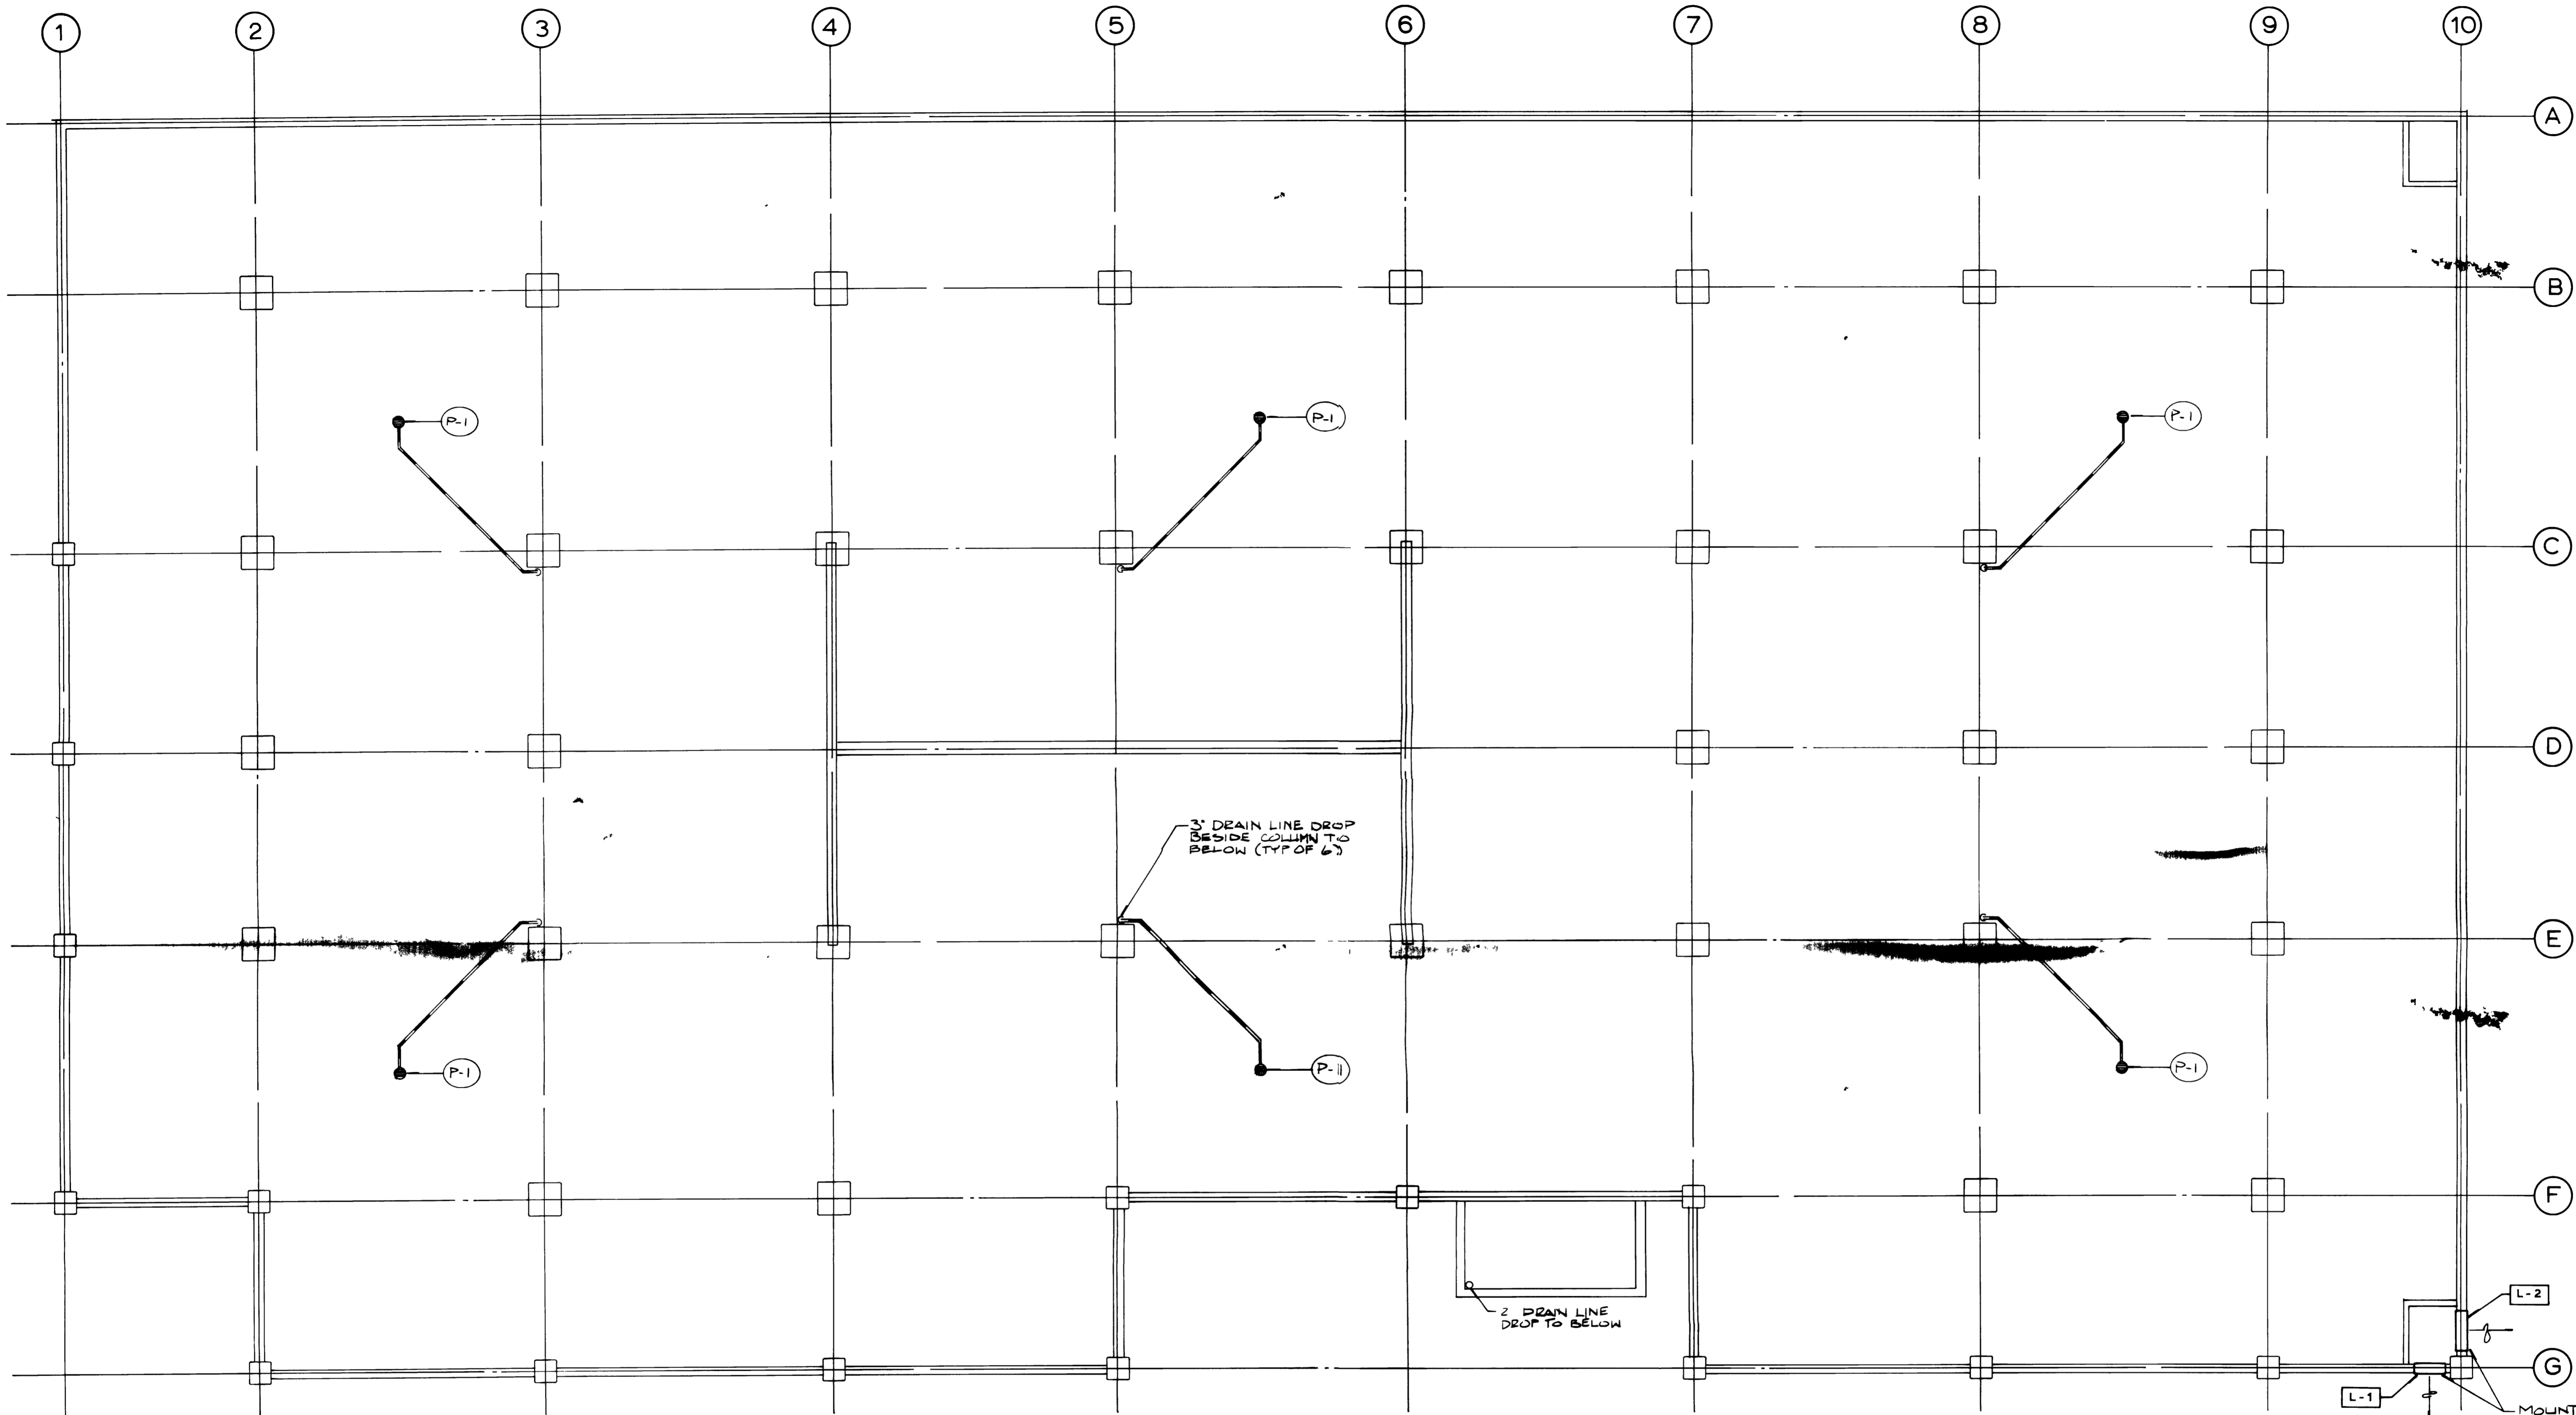 1 2 3 4 5 6 7 8 9 10
A
B
P-1 P-1 P-1
C
D
3" DRAIN LINE DROP
BESIDE COLUMN TO
BELOW (TYP OF 6)
E
P-1 P-1 P-1
F
2 DRAIN LINE
DROP TO BELOW
L-2
G
L-1
MOUNT